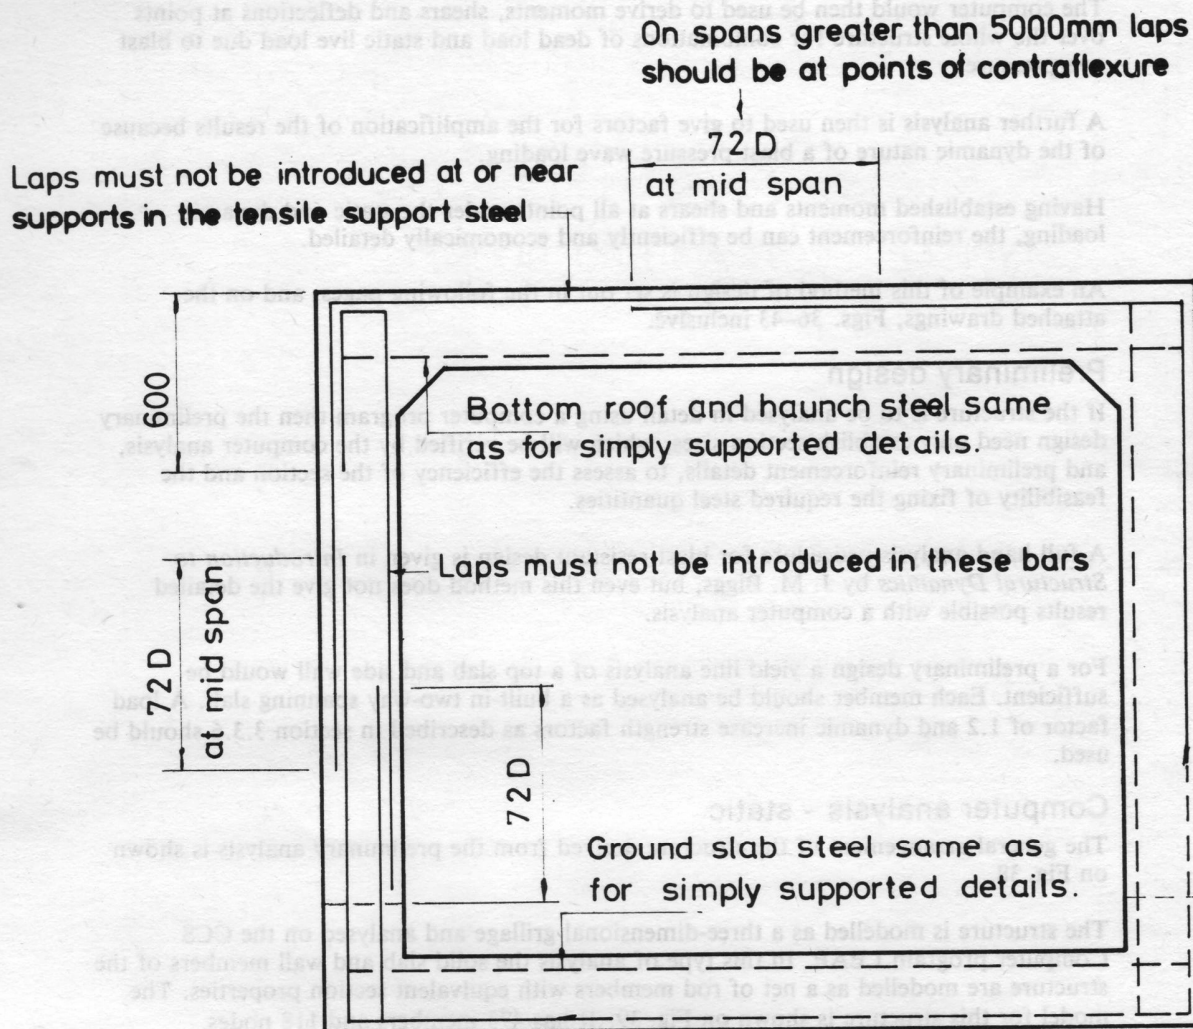 On spans greater than 5000mm laps
should be at points of contraflexure
72D
at mid span
Laps must not be introduced at or near
supports in the tensile support steel
600
Bottom roof and haunch steel same
as for simply supported details.
Laps must not be introduced in these bars
72D
at mid span
72D
Ground slab steel same as
for simply supported details.